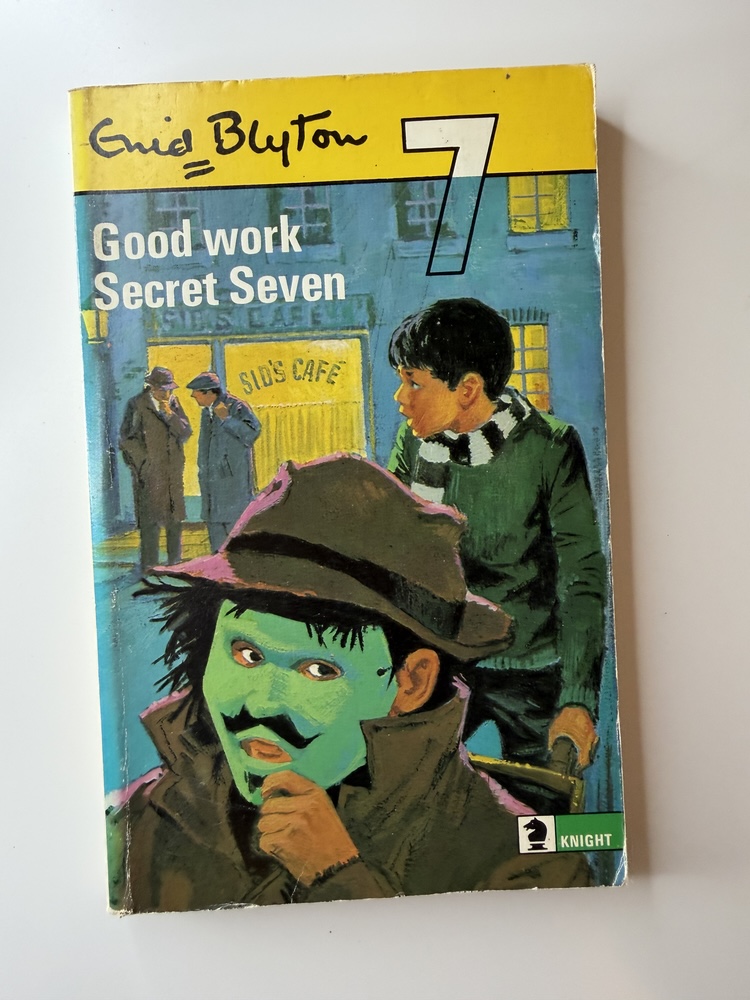 Enid Blyton
7
Good work
Secret Seven
SID'S CAFE
SID'S CAFE
KNIGHT